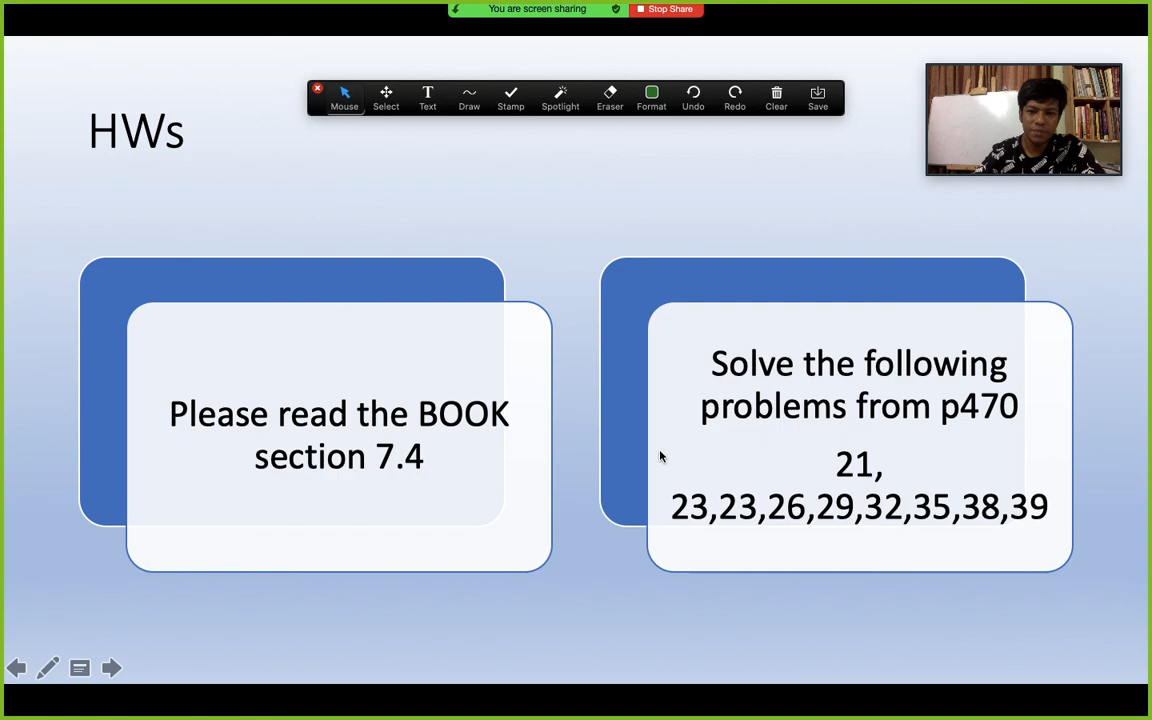 You are screen sharing
Stop Share
Mouse
Select
Text
Draw
Stamp
Spotlight
Eraser
Format
Undo
Redo
Clear
Save
HWs
Please read the BOOK
section 7.4
Solve the following
problems from p470
21,
23,23,26,29,32,35,38,39